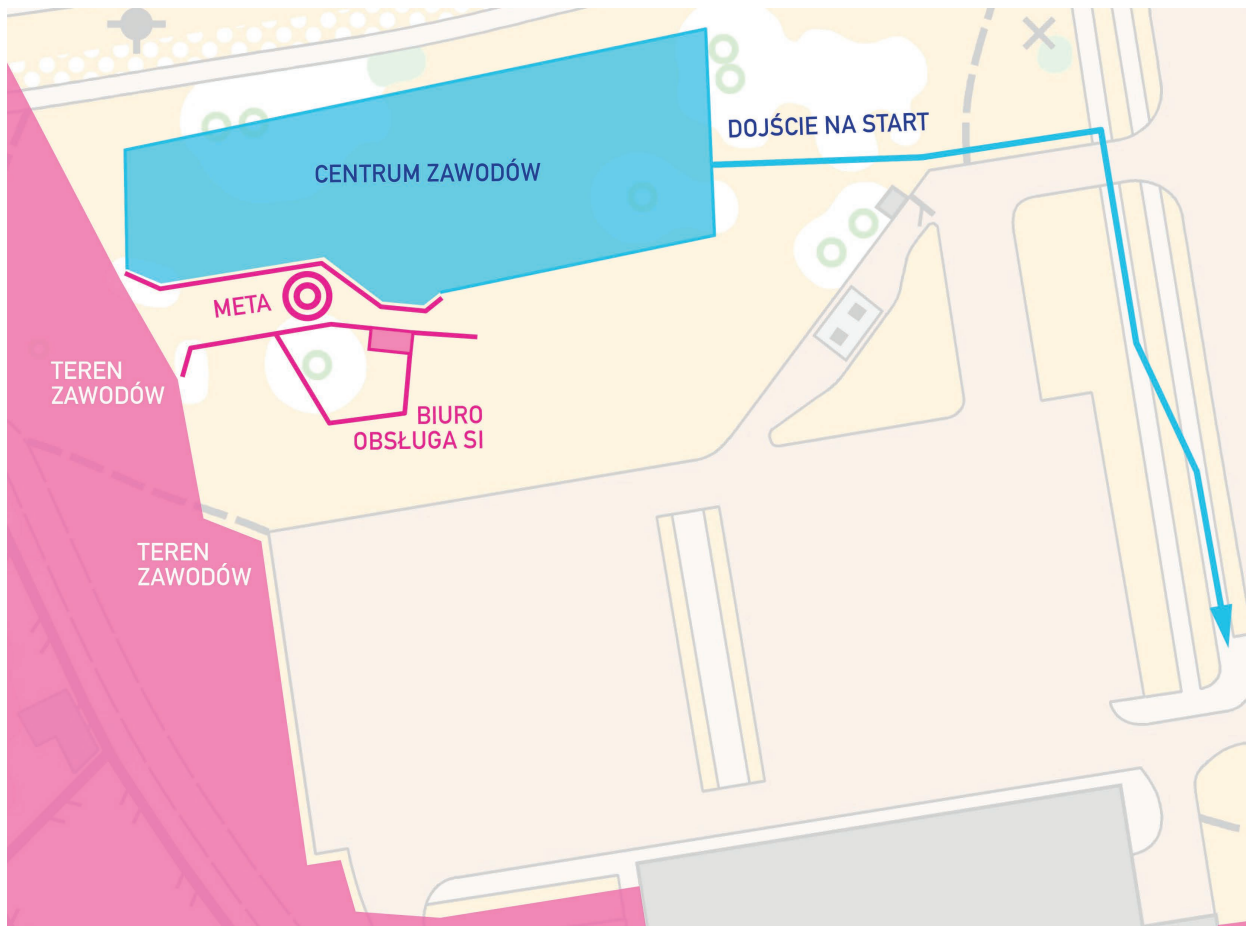 DOJŚCIE NA START
CENTRUM ZAWODÓW
META
TEREN
ZAWODÓW
BIURO
OBSŁUGA SI
TEREN
ZAWODÓW